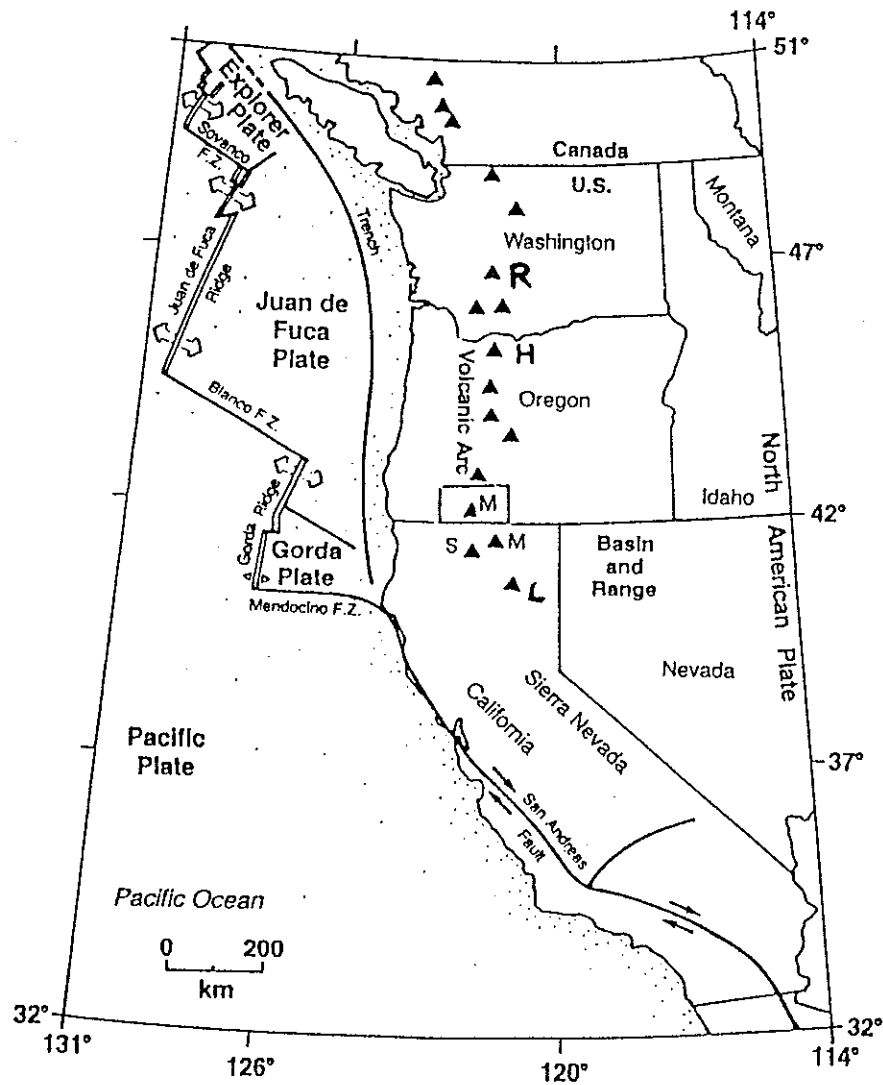 114°
51°
Explorer
Plate
Sovanco
F.Z.
Canada
U.S.
Montana
Washington
Trench
47°
R
Juan de Fuca
Ridge
Juan de
Fuca
Plate
H
Volcanic Arc
Oregon
Blanco F.Z.
North American Plate
Idaho
M
42°
Gorda Ridge
Gorda
Plate
S
M
Basin
and
Range
L
Mendocino F.Z.
Nevada
Sierra Nevada
California
Pacific
Plate
37°
San Andreas
Fault
Pacific Ocean
0 200
km
32°
32°
131°
126°
120°
114°